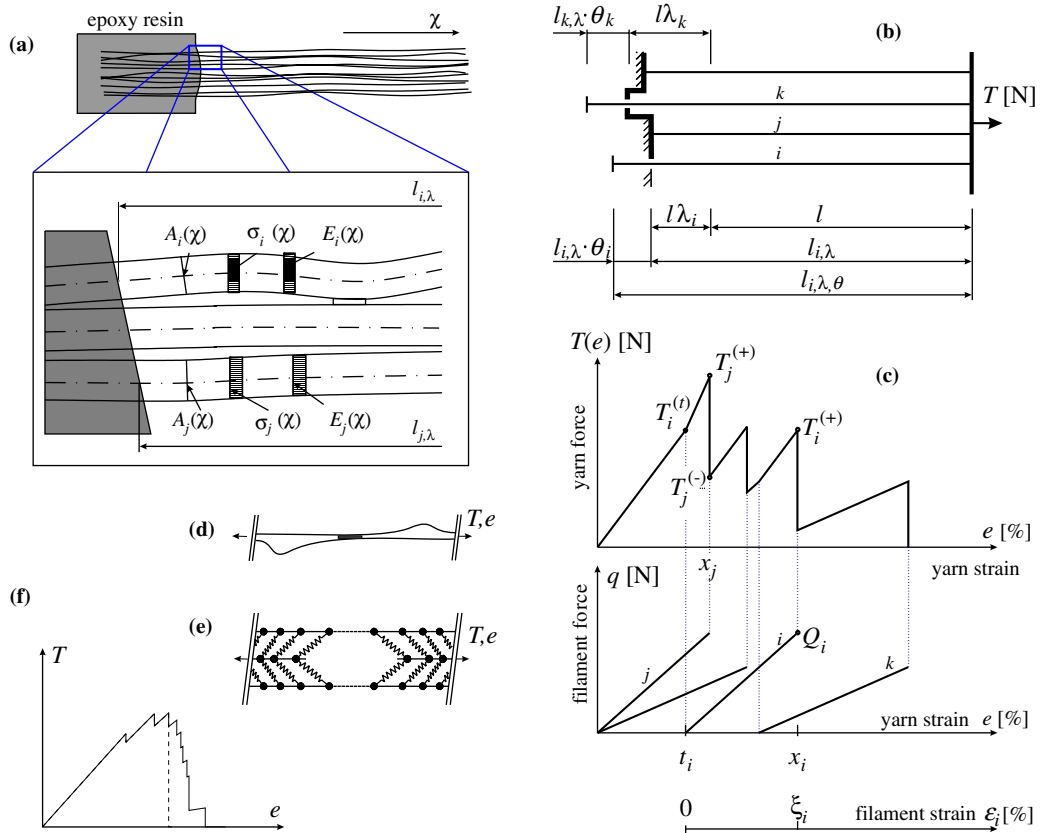 (a)
epoxy resin
χ
l_{i,λ}
A_i(χ)
σ_i (χ)
E_i(χ)
A_j(χ)
σ_j (χ)
E_j(χ)
l_{j,λ}
(b)
l_{k,λ}·θ_k
lλ_k
k
j
i
T [N]
lλ_i
l
l_{i,λ}·θ_i
l_{i,λ}
l_{i,λ,θ}
(c)
T(e) [N]
yarn force
T_j^{(+)}
T_i^{(t)}
T_i^{(+)}
T_j^{(-)}
e [%]
x_j
yarn strain
q [N]
filament force
j
i
Q_i
k
yarn strain e [%]
t_i
x_i
0
ξ_i
filament strain ε_i [%]
(d)
T,e
(e)
T,e
(f)
T
e